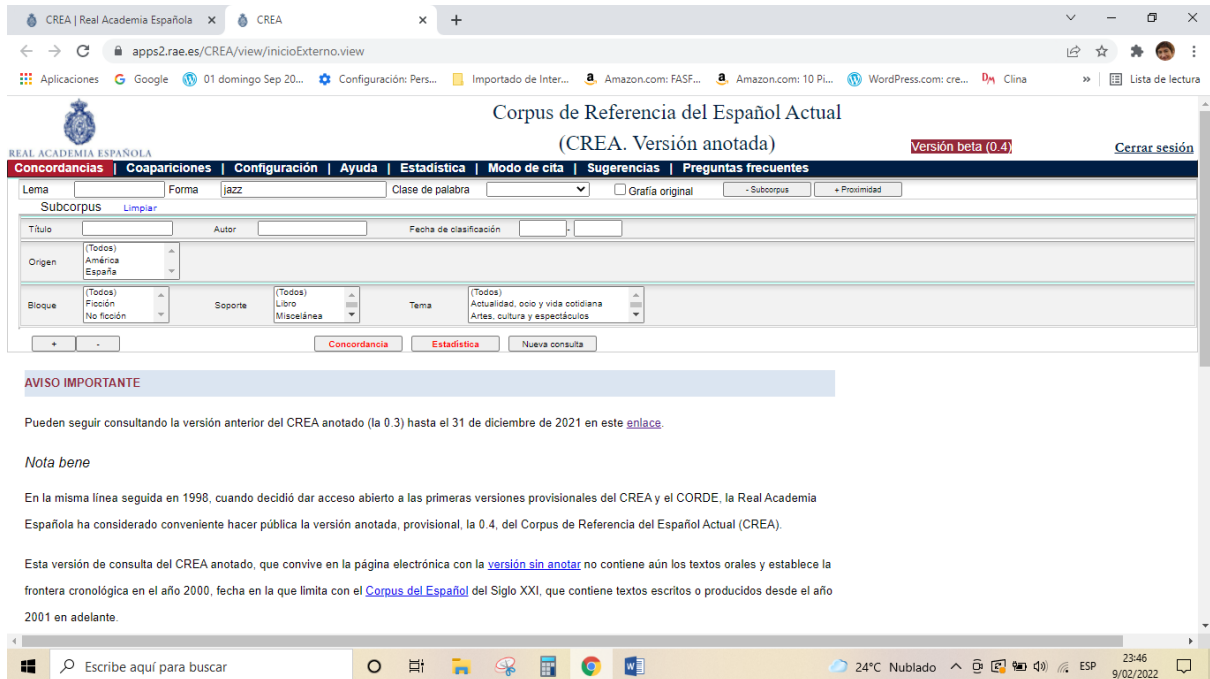 CREA | Real Academia Española
CREA
apps2.rae.es/CREA/view/inicioExterno.view
Aplicaciones Google 01 domingo Sep 20... Configuración: Pers... Importado de Inter... Amazon.com: FASF... Amazon.com: 10 Pi... WordPress.com: cre... DM Clina » Lista de lectura
Corpus de Referencia del Español Actual
(CREA. Versión anotada)
Versión beta (0.4)
Cerrar sesión
REAL ACADEMIA ESPAÑOLA
Concordancias | Coapariciones | Configuración | Ayuda | Estadística | Modo de cita | Sugerencias | Preguntas frecuentes
Lema Forma jazz Clase de palabra Grafía original - Subcorpus + Proximidad
Subcorpus Limpiar
Título Autor Fecha de clasificación -
Origen
(Todos)
América
España
Bloque
(Todos)
Ficción
No ficción
Soporte
(Todos)
Libro
Miscelánea
Tema
(Todos)
Actualidad, ocio y vida cotidiana
Artes, cultura y espectáculos
+ - Concordancia Estadística Nueva consulta
AVISO IMPORTANTE
Pueden seguir consultando la versión anterior del CREA anotado (la 0.3) hasta el 31 de diciembre de 2021 en este enlace.
Nota bene
En la misma línea seguida en 1998, cuando decidió dar acceso abierto a las primeras versiones provisionales del CREA y el CORDE, la Real Academia
Española ha considerado conveniente hacer pública la versión anotada, provisional, la 0.4, del Corpus de Referencia del Español Actual (CREA).
Esta versión de consulta del CREA anotado, que convive en la página electrónica con la versión sin anotar no contiene aún los textos orales y establece la
frontera cronológica en el año 2000, fecha en la que limita con el Corpus del Español del Siglo XXI, que contiene textos escritos o producidos desde el año
2001 en adelante.
Escribe aquí para buscar
24°C Nublado
ESP
23:46
9/02/2022